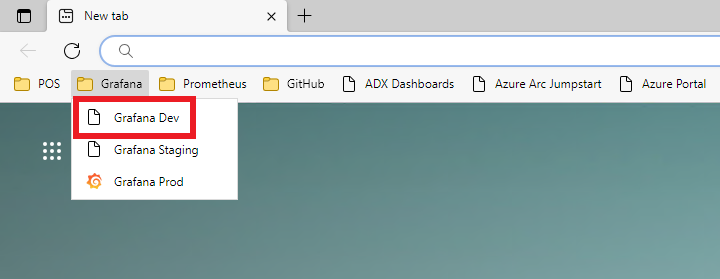 New tab
POS Grafana Prometheus GitHub ADX Dashboards Azure Arc Jumpstart Azure Portal
Grafana Dev
Grafana Staging
Grafana Prod